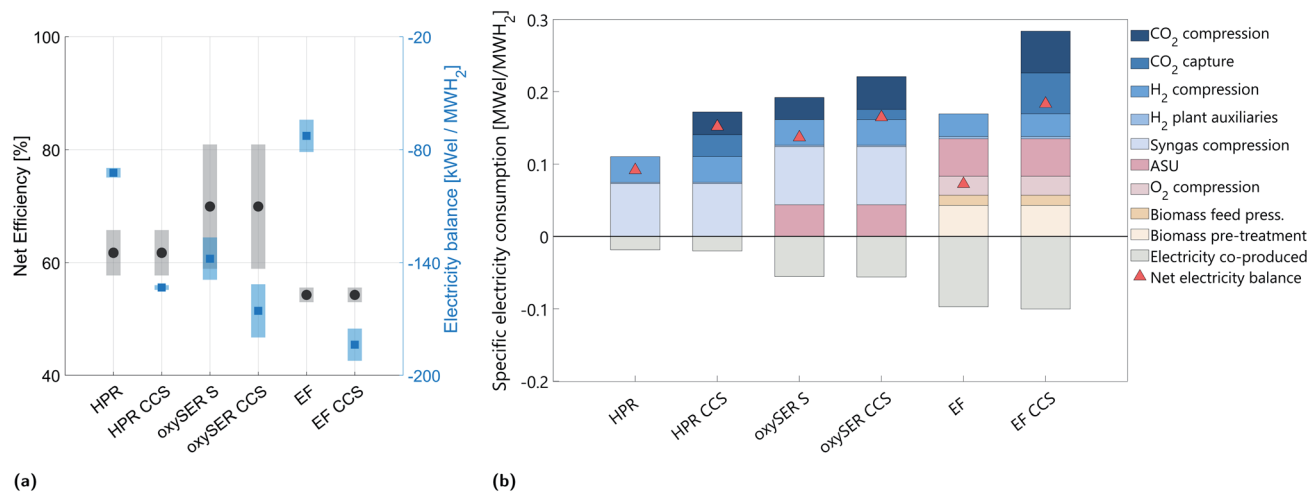 100
80
60
40
Net Efficiency [%]
-20
-80
-140
-200
Electricity balance [kWel / MWH₂]
HPR
HPR CCS
oxySER S
oxySER CCS
EF
EF CCS
(a)
0.3
0.2
0.1
0
-0.1
-0.2
Specific electricity consumption [MWel/MWH₂]
HPR
HPR CCS
oxySER S
oxySER CCS
EF
EF CCS
CO₂ compression
CO₂ capture
H₂ compression
H₂ plant auxiliaries
Syngas compression
ASU
O₂ compression
Biomass feed press.
Biomass pre-treatment
Electricity co-produced
Net electricity balance
(b)